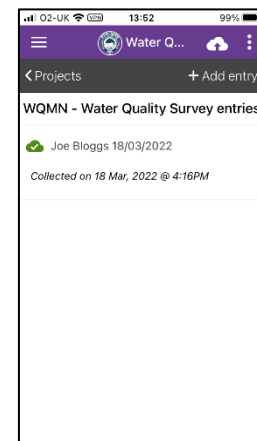 O2-UK VPN 13:52 99%
Water Q...
Projects + Add entry
WQMN - Water Quality Survey entries
Joe Bloggs 18/03/2022
Collected on 18 Mar, 2022 @ 4:16PM